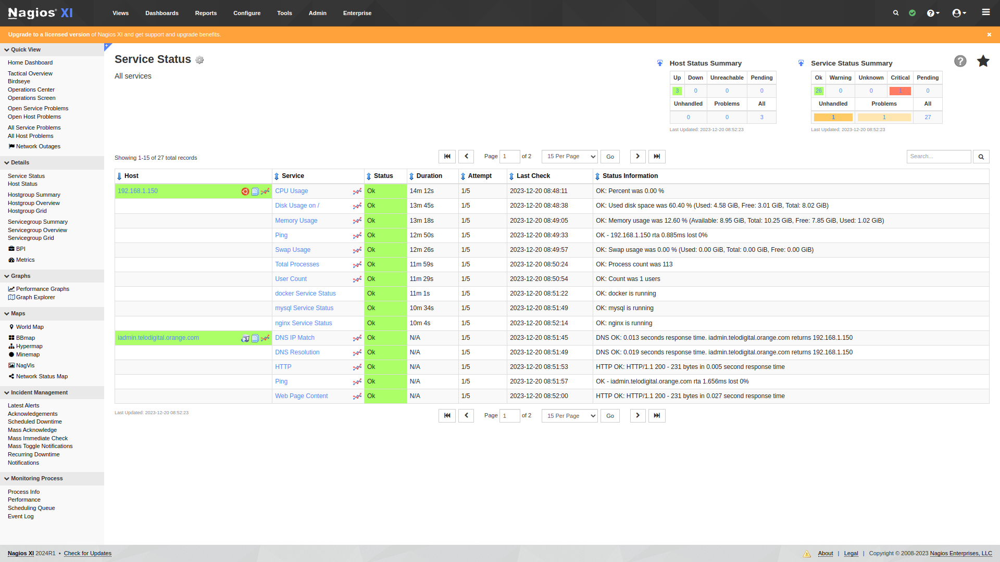 Nagios® XI
Views Dashboards Reports Configure Tools Admin Enterprise
Upgrade to a licensed version of Nagios XI and get support and upgrade benefits.
Quick View
Home Dashboard
Tactical Overview
Birdseye
Operations Center
Operations Screen
Open Service Problems
Open Host Problems
All Service Problems
All Host Problems
Network Outages
Details
Service Status
Host Status
Hostgroup Summary
Hostgroup Overview
Hostgroup Grid
Servicegroup Summary
Servicegroup Overview
Servicegroup Grid
BPI
Metrics
Graphs
Performance Graphs
Graph Explorer
Maps
World Map
BBmap
Hypermap
Minemap
NagVis
Network Status Map
Incident Management
Latest Alerts
Acknowledgements
Scheduled Downtime
Mass Acknowledge
Mass Immediate Check
Mass Toggle Notifications
Recurring Downtime
Notifications
Monitoring Process
Process Info
Performance
Scheduling Queue
Event Log
Service Status
All services
Host Status Summary
Up Down Unreachable Pending
3 0 0 0
Unhandled Problems All
0 0 3
Last Updated: 2023-12-20 08:52:23
Service Status Summary
Ok Warning Unknown Critical Pending
26 0 0 1 0
Unhandled Problems All
1 1 27
Last Updated: 2023-12-20 08:52:23
Showing 1-15 of 27 total records
Page 1 of 2 15 Per Page Go
Search...
Host Service Status Duration Attempt Last Check Status Information
192.168.1.150 CPU Usage Ok 14m 12s 1/5 2023-12-20 08:48:11 OK: Percent was 0.00 %
Disk Usage on / Ok 13m 45s 1/5 2023-12-20 08:48:38 OK: Used disk space was 60.40 % (Used: 4.58 GiB, Free: 3.01 GiB, Total: 8.02 GiB)
Memory Usage Ok 13m 18s 1/5 2023-12-20 08:49:05 OK: Memory usage was 12.60 % (Available: 8.95 GiB, Total: 10.25 GiB, Free: 7.85 GiB, Used: 1.02 GiB)
Ping Ok 12m 50s 1/5 2023-12-20 08:49:33 OK - 192.168.1.150 rta 0.885ms lost 0%
Swap Usage Ok 12m 26s 1/5 2023-12-20 08:49:57 OK: Swap usage was 0.00 % (Used: 0.00 GiB, Total: 0.00 GiB, Free: 0.00 GiB)
Total Processes Ok 11m 59s 1/5 2023-12-20 08:50:24 OK: Process count was 113
User Count Ok 11m 29s 1/5 2023-12-20 08:50:54 OK: Count was 1 users
docker Service Status Ok 11m 1s 1/5 2023-12-20 08:51:22 OK: docker is running
mysql Service Status Ok 10m 34s 1/5 2023-12-20 08:51:49 OK: mysql is running
nginx Service Status Ok 10m 4s 1/5 2023-12-20 08:52:14 OK: nginx is running
iadmin.telodigital.orange.com DNS IP Match Ok N/A 1/5 2023-12-20 08:51:45 DNS OK: 0.013 seconds response time. iadmin.telodigital.orange.com returns 192.168.1.150
DNS Resolution Ok N/A 1/5 2023-12-20 08:51:49 DNS OK: 0.019 seconds response time. iadmin.telodigital.orange.com returns 192.168.1.150
HTTP Ok N/A 1/5 2023-12-20 08:51:53 HTTP OK: HTTP/1.1 200 - 231 bytes in 0.005 second response time
Ping Ok N/A 1/5 2023-12-20 08:51:57 OK - iadmin.telodigital.orange.com rta 1.656ms lost 0%
Web Page Content Ok N/A 1/5 2023-12-20 08:52:00 HTTP OK: HTTP/1.1 200 - 231 bytes in 0.027 second response time
Last Updated: 2023-12-20 08:52:23
Page 1 of 2 15 Per Page Go
Nagios XI 2024R1 • Check for Updates
About | Legal | Copyright © 2008-2023 Nagios Enterprises, LLC